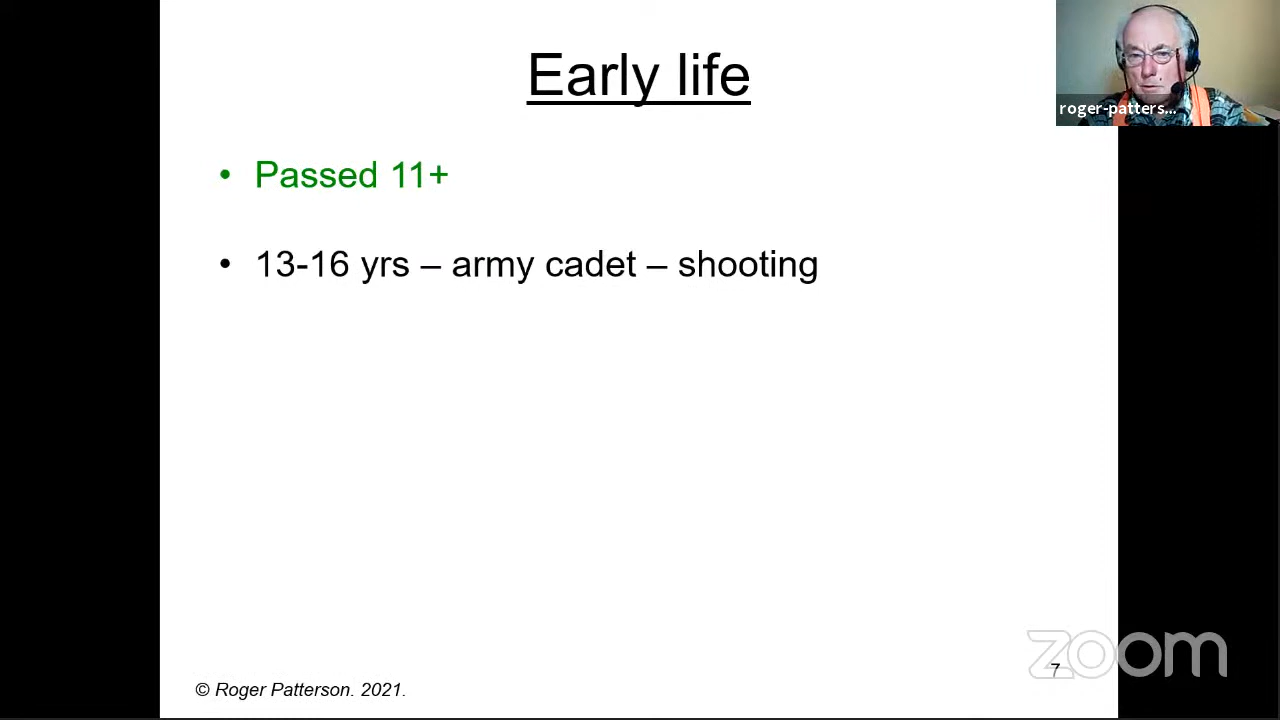 Early life
roger-patters...
• Passed 11+
• 13-16 yrs – army cadet – shooting
zoom
7
© Roger Patterson. 2021.